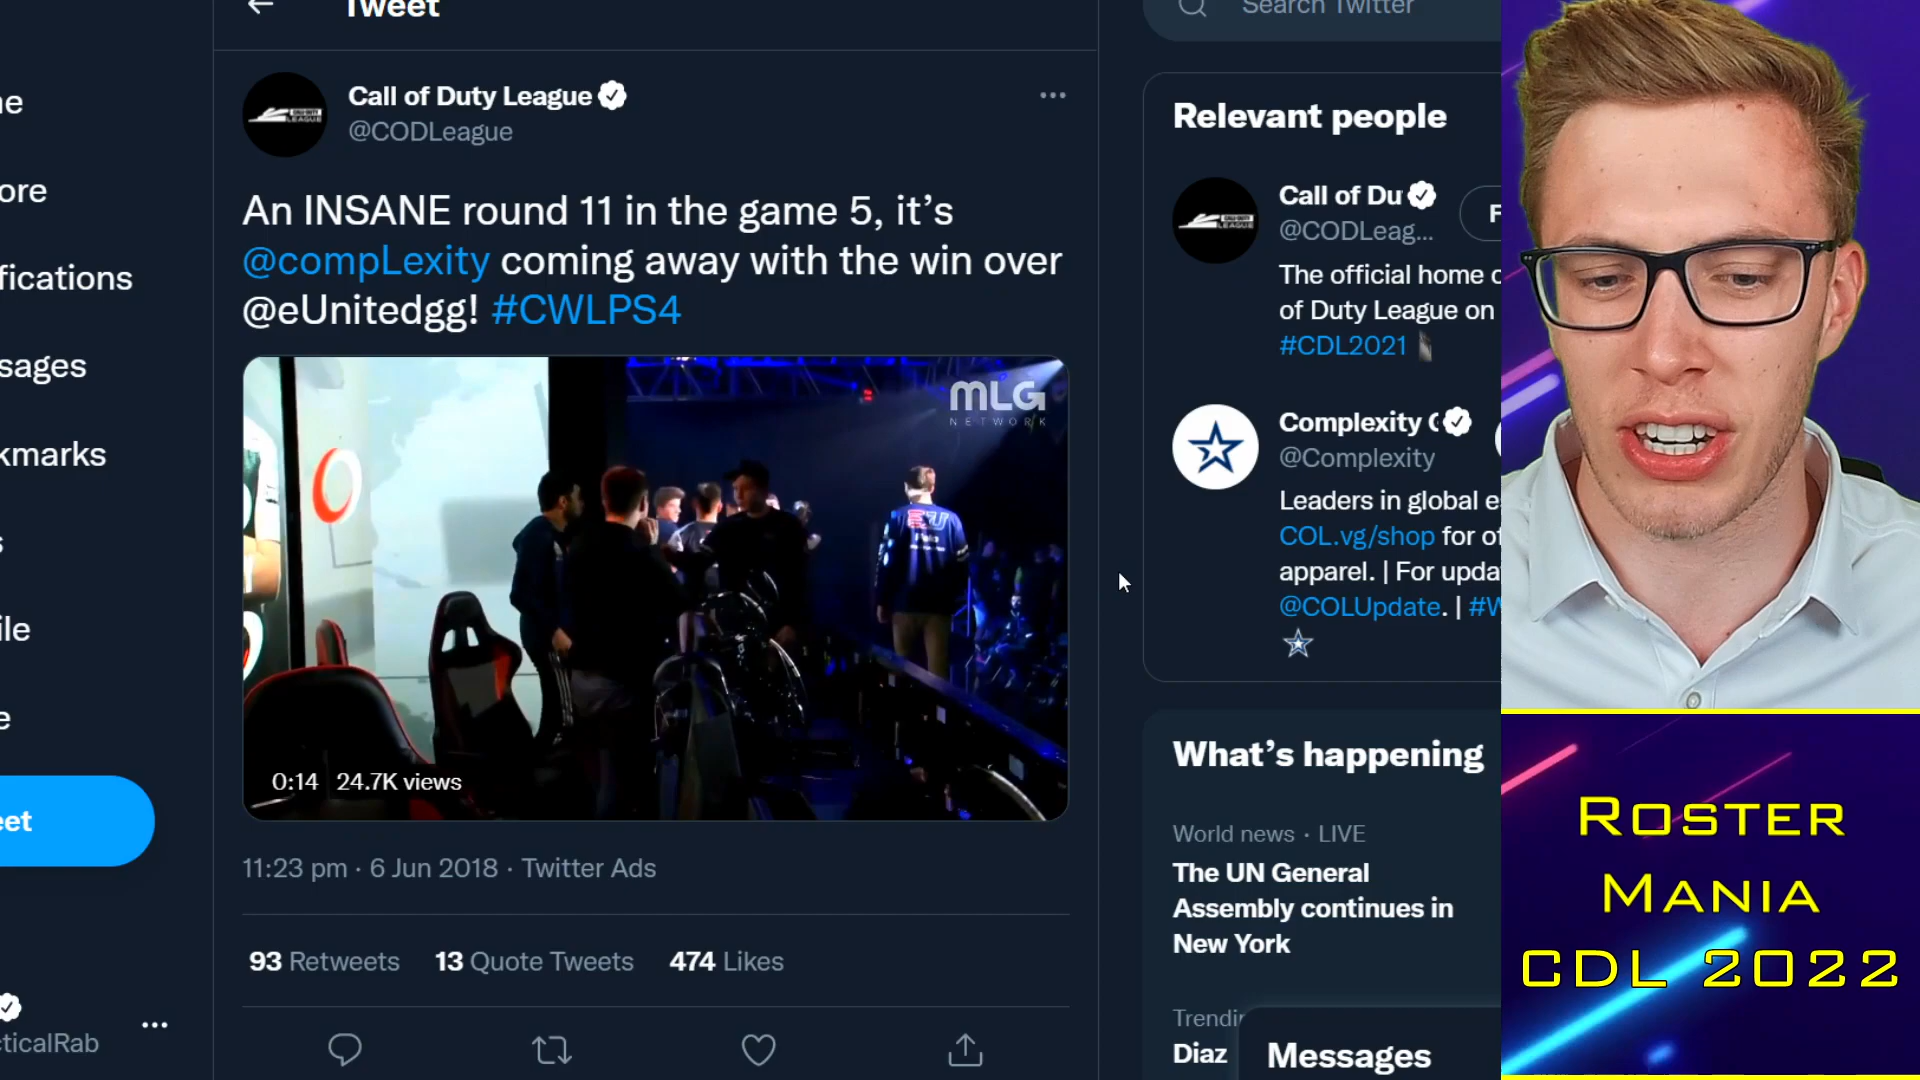 Tweet
Search Twitter
Call of Duty League
@CODLeague
An INSANE round 11 in the game 5, it's
@compLexity coming away with the win over
@eUnitedgg! #CWLPS4
MLG
NETWORK
EU
0:14 24.7K views
11:23 pm · 6 Jun 2018 · Twitter Ads
93 Retweets 13 Quote Tweets 474 Likes
e
ore
fications
sages
kmarks
s
ile
e
eet
cticalRab
Relevant people
Call of Du
@CODLeag...
F
The official home o
of Duty League on
#CDL2021
Complexity G
@Complexity
Leaders in global e
COL.vg/shop for of
apparel. | For upda
@COLUpdate. | #W
What's happening
World news · LIVE
The UN General
Assembly continues in
New York
Trendin
Diaz
Messages
ROSTER
MANIA
CDL 2022